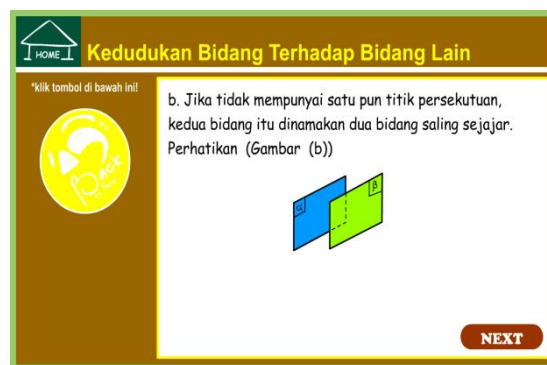 HOME
Kedudukan Bidang Terhadap Bidang Lain
*klik tombol di bawah ini!
Back
b. Jika tidak mempunyai satu pun titik persekutuan,
kedua bidang itu dinamakan dua bidang saling sejajar.
Perhatikan (Gambar (b))
α
β
NEXT